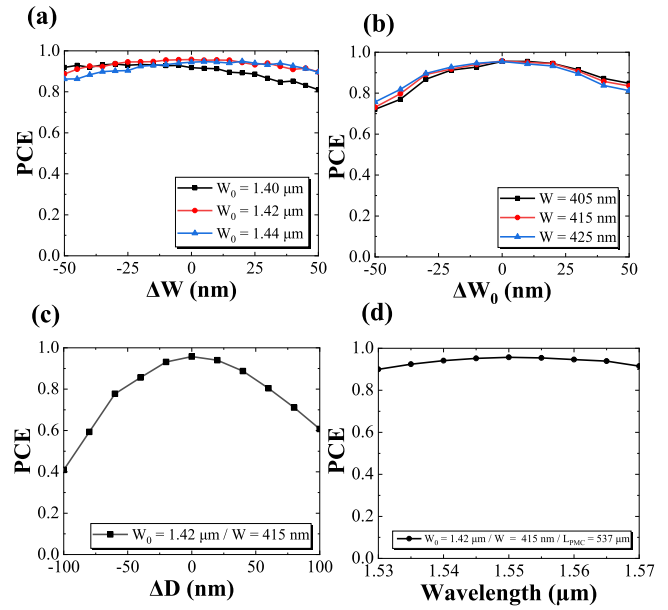 (a)
PCE
1.0
0.8
0.6
0.4
0.2
0.0
W₀ = 1.40 μm
W₀ = 1.42 μm
W₀ = 1.44 μm
-50 -25 0 25 50
ΔW (nm)
(b)
PCE
1.0
0.8
0.6
0.4
0.2
0.0
W = 405 nm
W = 415 nm
W = 425 nm
-50 -25 0 25 50
ΔW₀ (nm)
(c)
PCE
1.0
0.8
0.6
0.4
0.2
0.0
W₀ = 1.42 μm / W = 415 nm
-100 -50 0 50 100
ΔD (nm)
(d)
PCE
1.0
0.8
0.6
0.4
0.2
0.0
W₀ = 1.42 μm / W = 415 nm / L_PMC = 537 μm
1.53 1.54 1.55 1.56 1.57
Wavelength (μm)